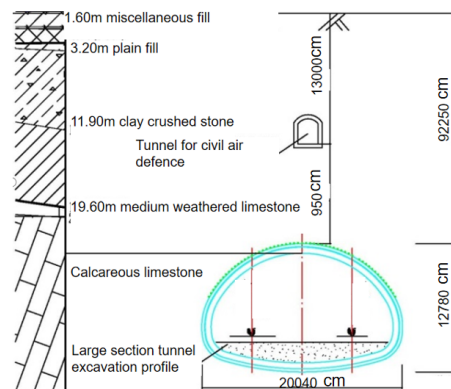 1.60m miscellaneous fill
3.20m plain fill
11.90m clay crushed stone
Tunnel for civil air
defence
19.60m medium weathered limestone
Calcareous limestone
Large section tunnel
excavation profile
13000cm
950cm
92250 cm
12780 cm
20040 cm